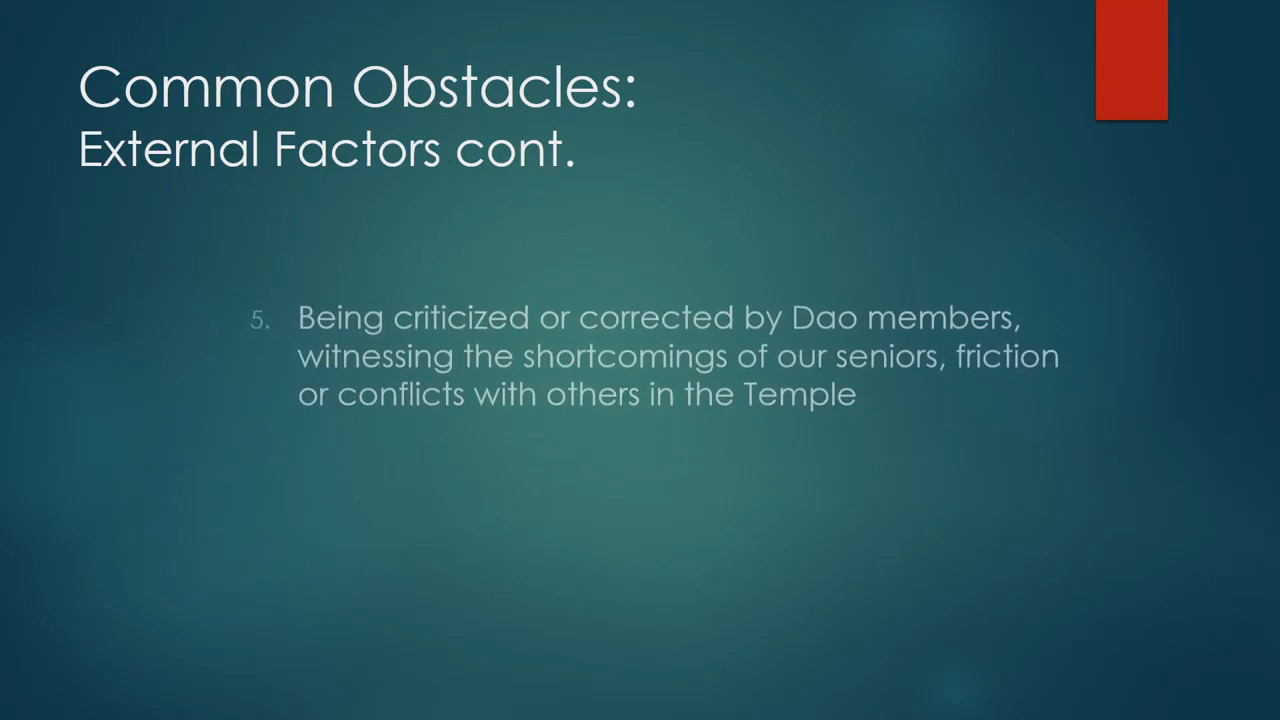 Common Obstacles:
External Factors cont.
5. Being criticized or corrected by Dao members,
witnessing the shortcomings of our seniors, friction
or conflicts with others in the Temple